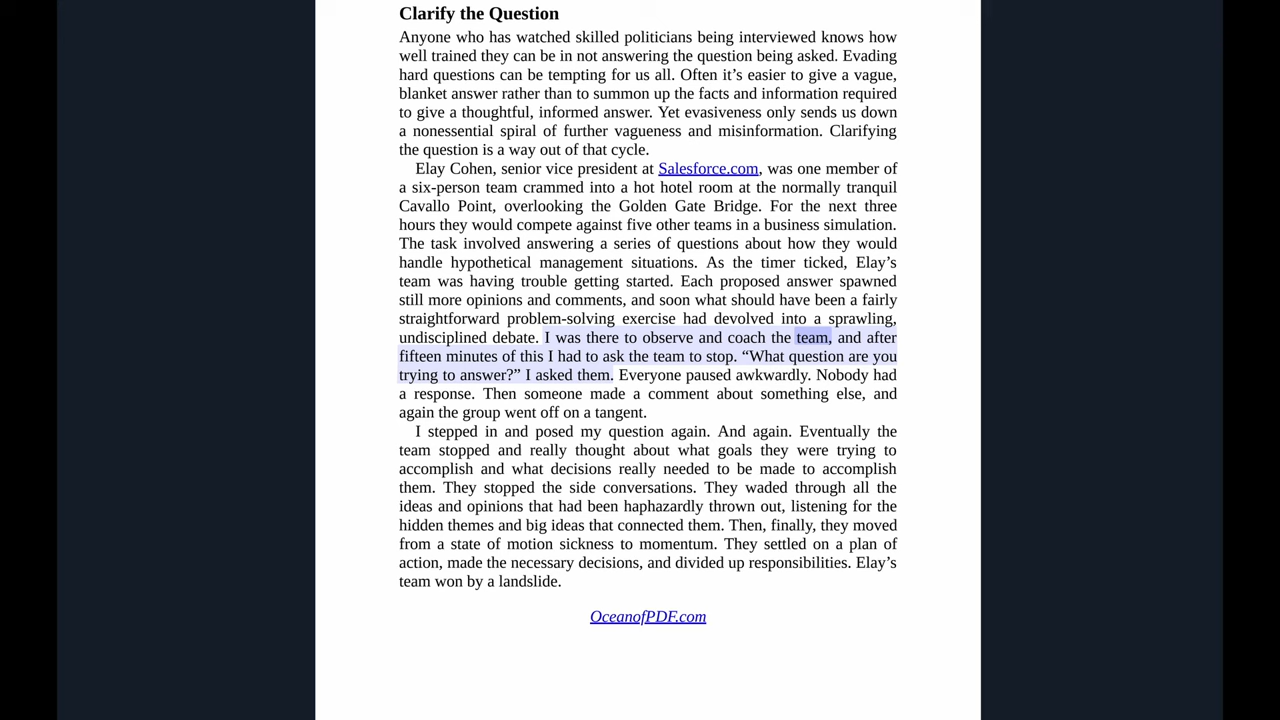 Clarify the Question
Anyone who has watched skilled politicians being interviewed knows how
well trained they can be in not answering the question being asked. Evading
hard questions can be tempting for us all. Often it’s easier to give a vague,
blanket answer rather than to summon up the facts and information required
to give a thoughtful, informed answer. Yet evasiveness only sends us down
a nonessential spiral of further vagueness and misinformation. Clarifying
the question is a way out of that cycle.
Elay Cohen, senior vice president at Salesforce.com, was one member of
a six-person team crammed into a hot hotel room at the normally tranquil
Cavallo Point, overlooking the Golden Gate Bridge. For the next three
hours they would compete against five other teams in a business simulation.
The task involved answering a series of questions about how they would
handle hypothetical management situations. As the timer ticked, Elay’s
team was having trouble getting started. Each proposed answer spawned
still more opinions and comments, and soon what should have been a fairly
straightforward problem-solving exercise had devolved into a sprawling,
undisciplined debate. I was there to observe and coach the team, and after
fifteen minutes of this I had to ask the team to stop. “What question are you
trying to answer?” I asked them. Everyone paused awkwardly. Nobody had
a response. Then someone made a comment about something else, and
again the group went off on a tangent.
I stepped in and posed my question again. And again. Eventually the
team stopped and really thought about what goals they were trying to
accomplish and what decisions really needed to be made to accomplish
them. They stopped the side conversations. They waded through all the
ideas and opinions that had been haphazardly thrown out, listening for the
hidden themes and big ideas that connected them. Then, finally, they moved
from a state of motion sickness to momentum. They settled on a plan of
action, made the necessary decisions, and divided up responsibilities. Elay’s
team won by a landslide.
OceanofPDF.com